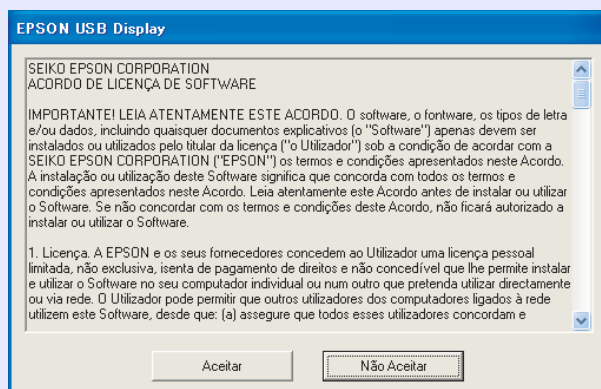 EPSON USB Display
SEIKO EPSON CORPORATION
ACORDO DE LICENÇA DE SOFTWARE
IMPORTANTE! LEIA ATENTAMENTE ESTE ACORDO. O software, o fontware, os tipos de letra
e/ou dados, incluindo quaisquer documentos explicativos (o "Software") apenas devem ser
instalados ou utilizados pelo titular da licença ("o Utilizador") sob a condição de acordar com a
SEIKO EPSON CORPORATION ("EPSON") os termos e condições apresentados neste Acordo.
A instalação ou utilização deste Software significa que concorda com todos os termos e
condições apresentados neste Acordo. Leia atentamente este Acordo antes de instalar ou utilizar
o Software. Se não concordar com os termos e condições deste Acordo, não ficará autorizado a
instalar ou utilizar o Software.
1. Licença. A EPSON e os seus fornecedores concedem ao Utilizador uma licença pessoal
limitada, não exclusiva, isenta de pagamento de direitos e não concedível que lhe permite instalar
e utilizar o Software no seu computador individual ou num outro que pretenda utilizar directamente
ou via rede. O Utilizador pode permitir que outros utilizadores dos computadores ligados à rede
utilizem este Software, desde que: (a) assegure que todos esses utilizadores concordam e
Aceitar
Não Aceitar